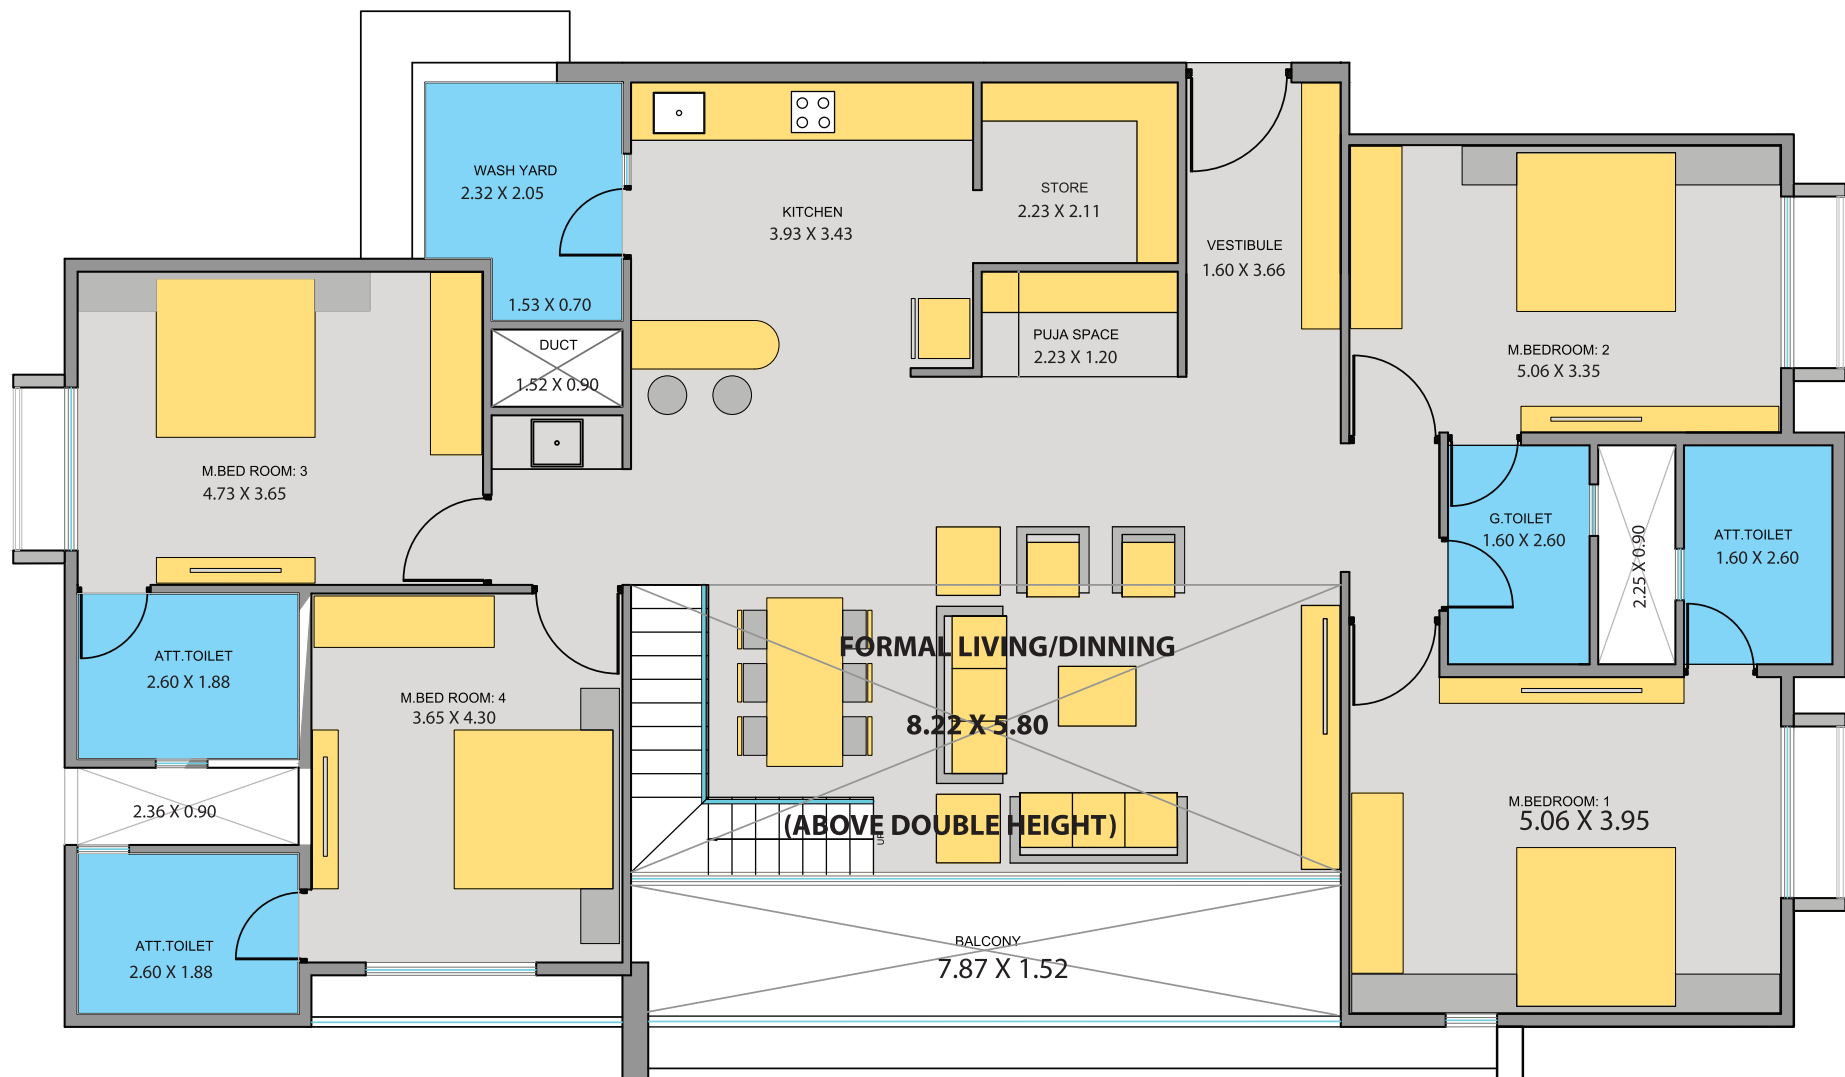 WASH YARD
2.32 X 2.05
1.53 X 0.70
DUCT
1.52 X 0.90
KITCHEN
3.93 X 3.43
STORE
2.23 X 2.11
PUJA SPACE
2.23 X 1.20
VESTIBULE
1.60 X 3.66
M.BEDROOM: 2
5.06 X 3.35
M.BED ROOM: 3
4.73 X 3.65
G.TOILET
1.60 X 2.60
2.25 X 0.90
ATT.TOILET
1.60 X 2.60
ATT.TOILET
2.60 X 1.88
M.BED ROOM: 4
3.65 X 4.30
FORMAL LIVING/DINNING
8.22 X 5.80
(ABOVE DOUBLE HEIGHT)
UP
2.36 X 0.90
M.BEDROOM: 1
5.06 X 3.95
ATT.TOILET
2.60 X 1.88
BALCONY
7.87 X 1.52